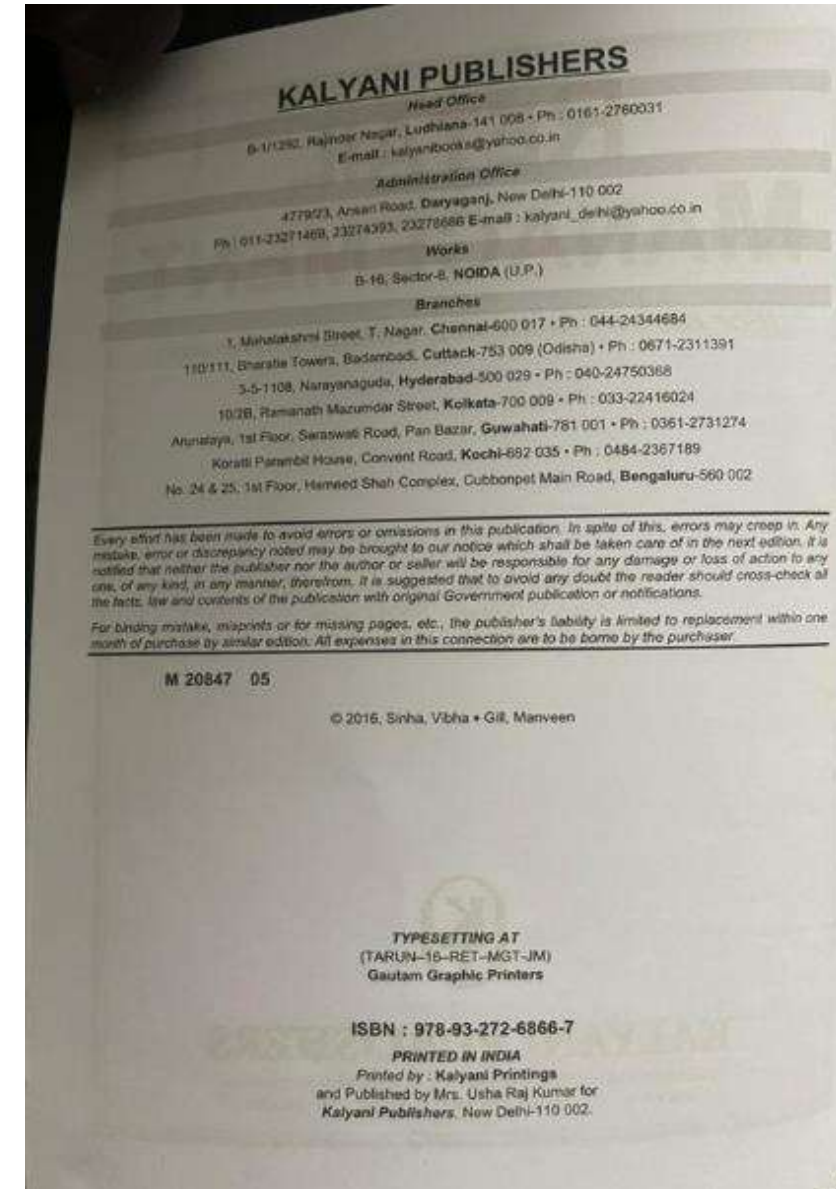 KALYANI PUBLISHERS
Head Office
B-1/1292, Rajinder Nagar, Ludhiana-141 008 • Ph : 0161-2760031
E-mail : kalyanibooks@yahoo.co.in
Administration Office
4779/23, Ansari Road, Daryaganj, New Delhi-110 002
Ph : 011-23271469, 23274393, 23278686 E-mail : kalyani_delhi@yahoo.co.in
Works
B-16, Sector-8, NOIDA (U.P.)
Branches
1, Mahalakshmi Street, T. Nagar, Chennai-600 017 • Ph : 044-24344684
110/111, Bharatia Towers, Badambadi, Cuttack-753 009 (Odisha) • Ph : 0671-2311391
3-5-1108, Narayanaguda, Hyderabad-500 029 • Ph : 040-24750368
10/2B, Ramanath Mazumdar Street, Kolkata-700 009 • Ph : 033-22416024
Arunalaya, 1st Floor, Saraswati Road, Pan Bazar, Guwahati-781 001 • Ph : 0361-2731274
Koratti Parambil House, Convent Road, Kochi-682 035 • Ph : 0484-2367189
No. 24 & 25, 1st Floor, Hameed Shah Complex, Cubbonpet Main Road, Bengaluru-560 002
Every effort has been made to avoid errors or omissions in this publication. In spite of this, errors may creep in. Any
mistake, error or discrepancy noted may be brought to our notice which shall be taken care of in the next edition. It is
notified that neither the publisher nor the author or seller will be responsible for any damage or loss of action to any
one, of any kind, in any manner, therefrom. It is suggested that to avoid any doubt the reader should cross-check all
the facts, law and contents of the publication with original Government publication or notifications.
For binding mistake, misprints or for missing pages, etc., the publisher's liability is limited to replacement within one
month of purchase by similar edition. All expenses in this connection are to be borne by the purchaser.
M 20847 05
© 2016, Sinha, Vibha • Gill, Manveen
TYPESETTING AT
(TARUN–16–RET–MGT–JM)
Gautam Graphic Printers
ISBN : 978-93-272-6866-7
PRINTED IN INDIA
Printed by : Kalyani Printings
and Published by Mrs. Usha Raj Kumar for
Kalyani Publishers, New Delhi-110 002.